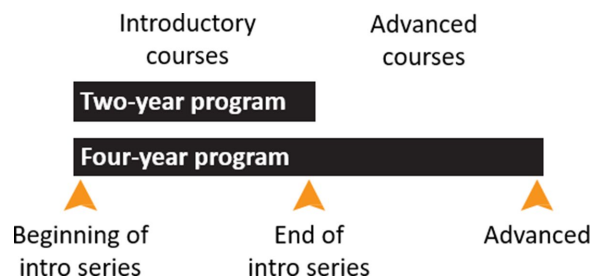 Introductory
courses
Advanced
courses
Two-year program
Four-year program
Beginning of
intro series
End of
intro series
Advanced